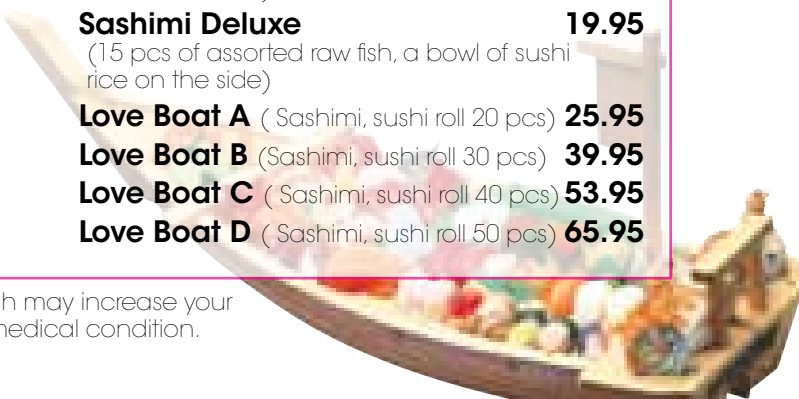 Sashimi Deluxe 19.95
(15 pcs of assorted raw fish, a bowl of sushi
rice on the side)
Love Boat A ( Sashimi, sushi roll 20 pcs) 25.95
Love Boat B (Sashimi, sushi roll 30 pcs) 39.95
Love Boat C ( Sashimi, sushi roll 40 pcs) 53.95
Love Boat D ( Sashimi, sushi roll 50 pcs) 65.95
may increase your
medical condition.